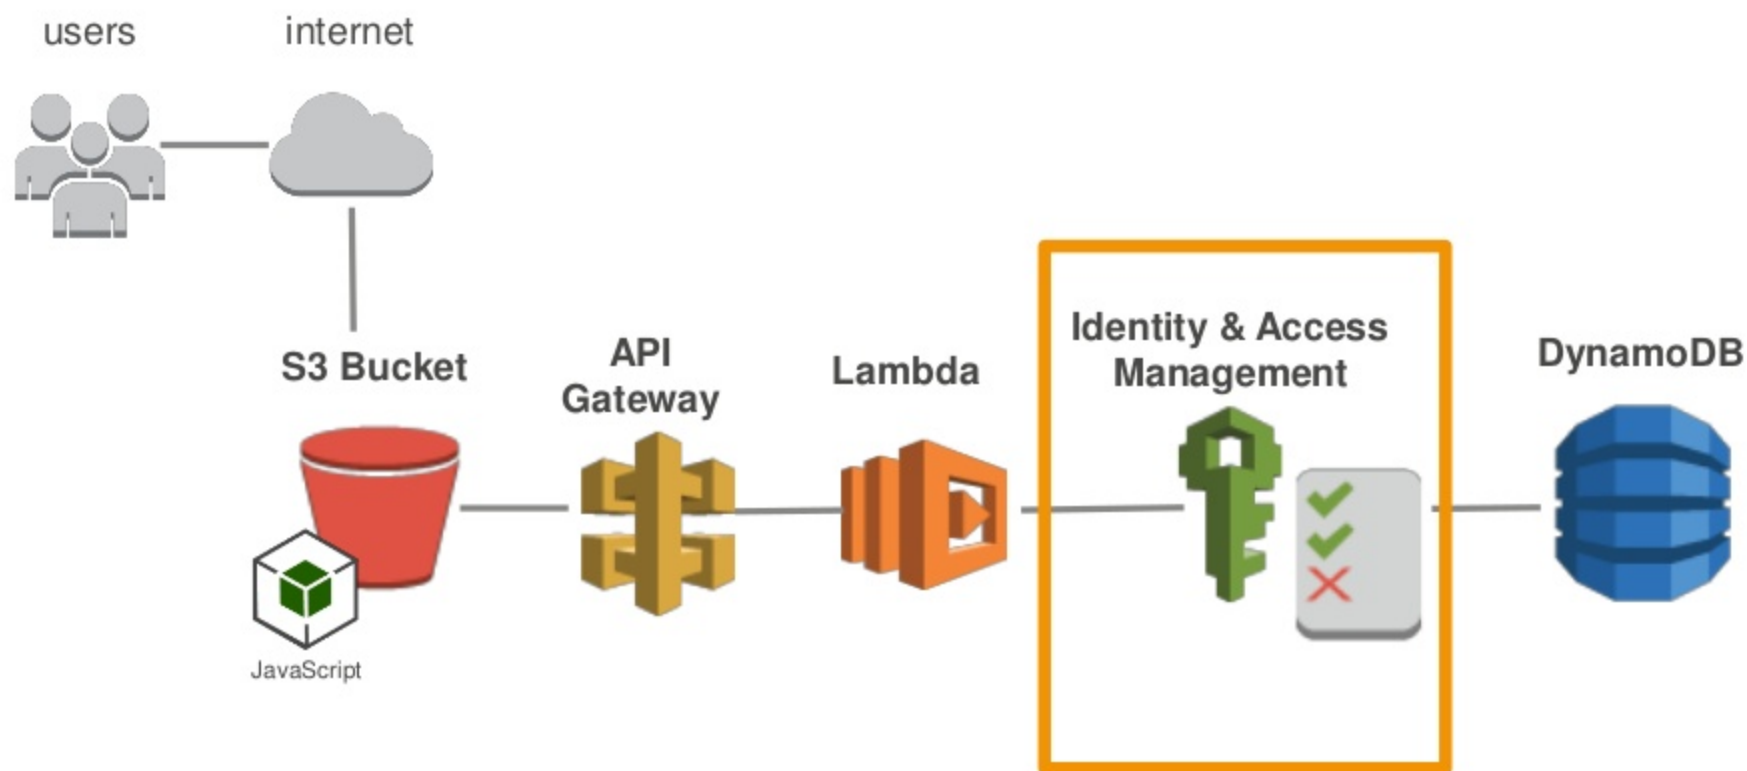 users
internet
S3 Bucket
API
Gateway
Lambda
Identity & Access
Management
DynamoDB
JavaScript